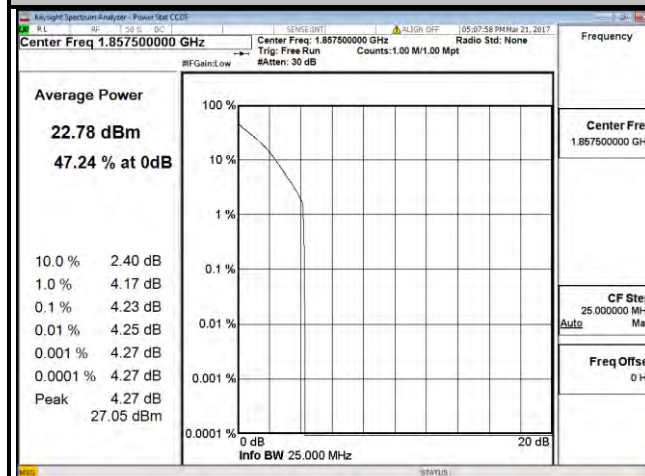 Keysight Spectrum Analyzer - Power Stat CCDF
RL RF 50 Ω DC SENSE:INT ALIGN OFF 05:07:58 PM Mar 21, 2017
Center Freq 1.857500000 GHz
Center Freq: 1.857500000 GHz Radio Std: None
Trig: Free Run Counts:1.00 M/1.00 Mpt
#IFGain:Low #Atten: 30 dB
Frequency
Average Power
22.78 dBm
47.24 % at 0dB
10.0 % 2.40 dB
1.0 % 4.17 dB
0.1 % 4.23 dB
0.01 % 4.25 dB
0.001 % 4.27 dB
0.0001 % 4.27 dB
Peak 4.27 dB
27.05 dBm
100 %
10 %
1 %
0.1 %
0.01 %
0.001 %
0.0001 %
0 dB 20 dB
Info BW 25.000 MHz
Center Fre
1.857500000 GH
CF Ste
25.000000 MH
Auto Ma
Freq Offse
0 H
MSG STATUS